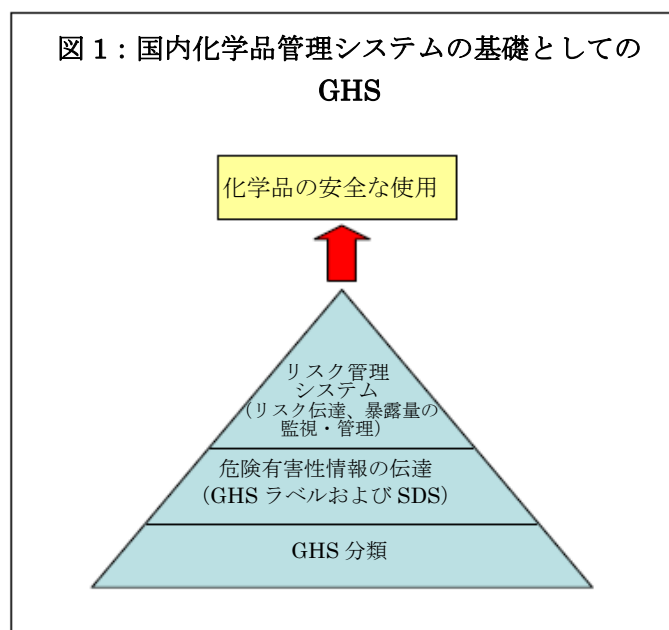 図 1：国内化学品管理システムの基礎としての
GHS
化学品の安全な使用
リスク管理
システム
（リスク伝達、暴露量の
監視・管理）
危険有害性情報の伝達
（GHS ラベルおよび SDS）
GHS 分類